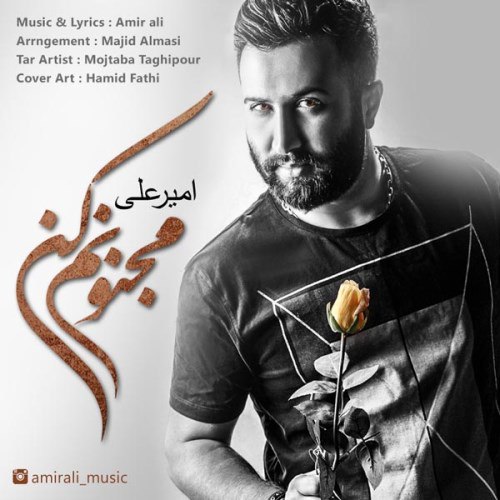 Music & Lyrics : Amir ali
Arrngement : Majid Almasi
Tar Artist : Mojtaba Taghipour
Cover Art : Hamid Fathi
امیرعلی
مجنونم کن
amirali_music